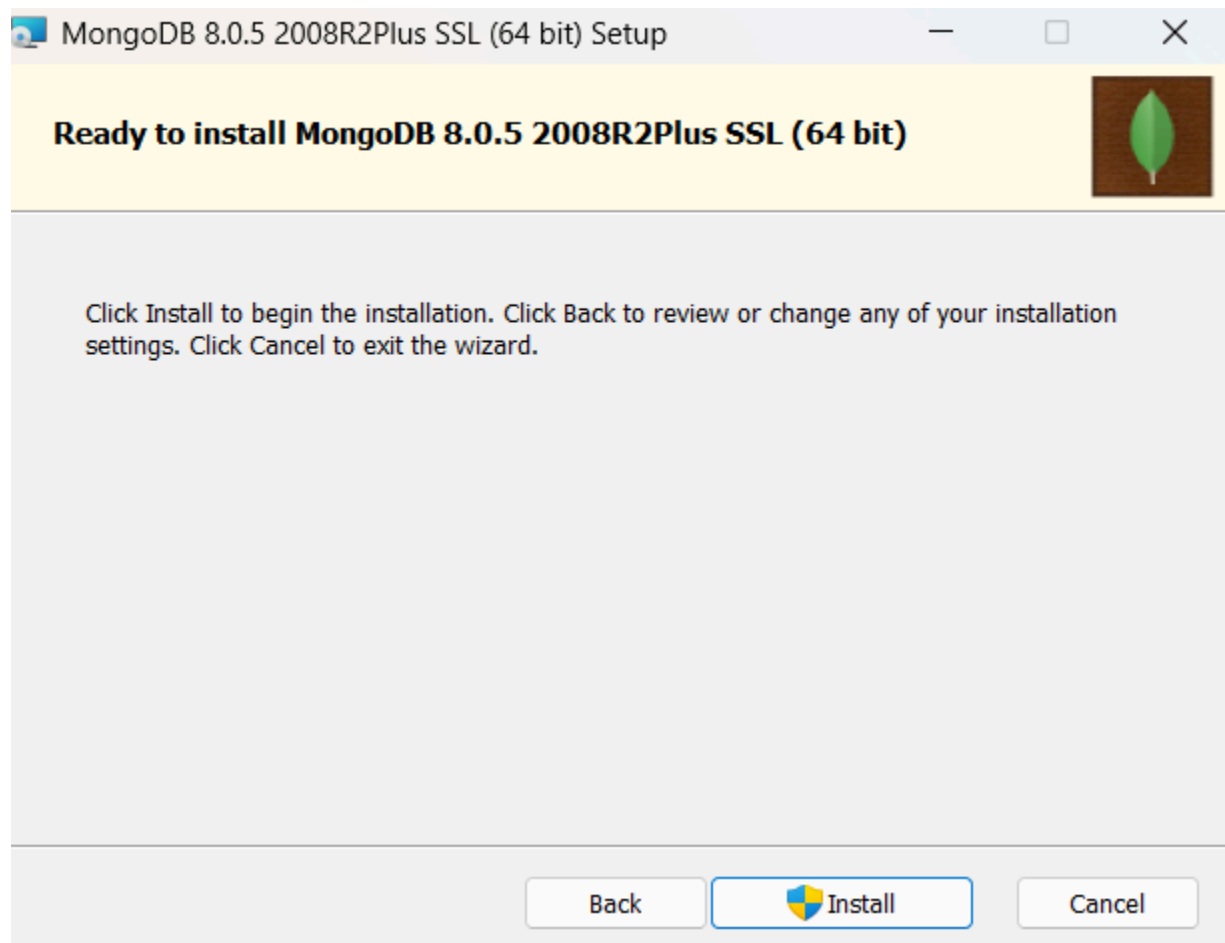 MongoDB 8.0.5 2008R2Plus SSL (64 bit) Setup
Ready to install MongoDB 8.0.5 2008R2Plus SSL (64 bit)
Click Install to begin the installation. Click Back to review or change any of your installation
settings. Click Cancel to exit the wizard.
Back Install Cancel